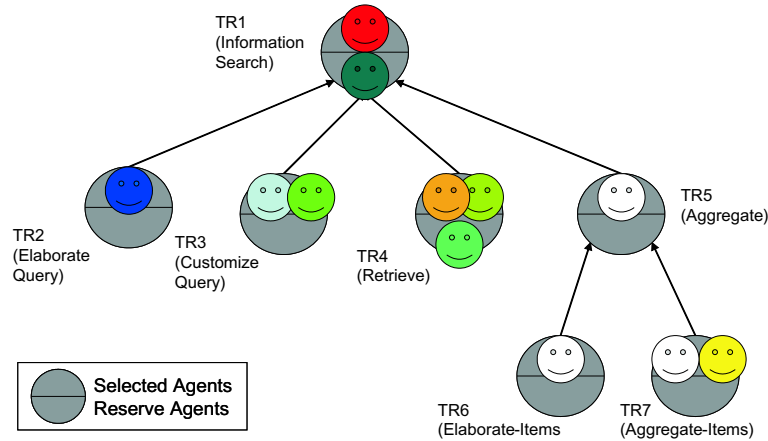 TR1
(Information
Search)
TR2
(Elaborate
Query)
TR3
(Customize
Query)
TR4
(Retrieve)
TR5
(Aggregate)
TR6
(Elaborate-Items
TR7
(Aggregate-Items)
Selected Agents
Reserve Agents